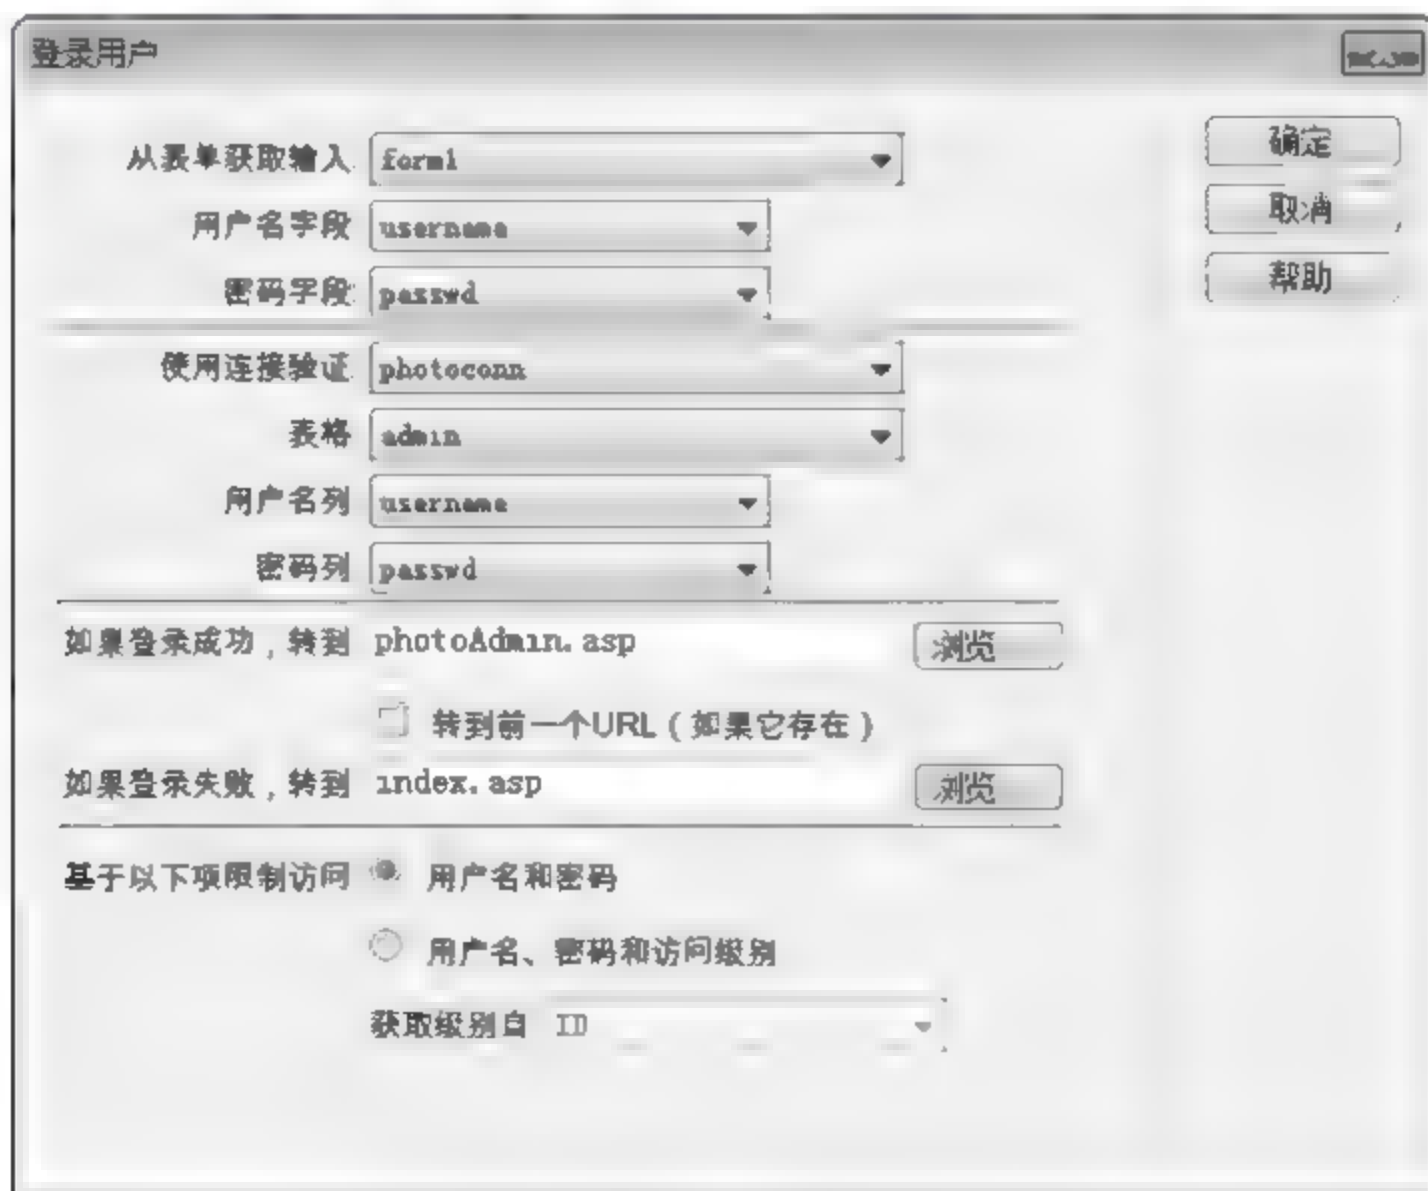 登录用户
从表单获取输入 form1 确定
用户名字段 username 取消
密码字段 passwd 帮助
使用连接验证 photoconn
表格 admin
用户名列 username
密码列 passwd
如果登录成功，转到 photoAdmin.asp 浏览
转到前一个URL（如果它存在）
如果登录失败，转到 index.asp 浏览
基于以下项限制访问 用户名和密码
用户名、密码和访问级别
获取级别自 ID